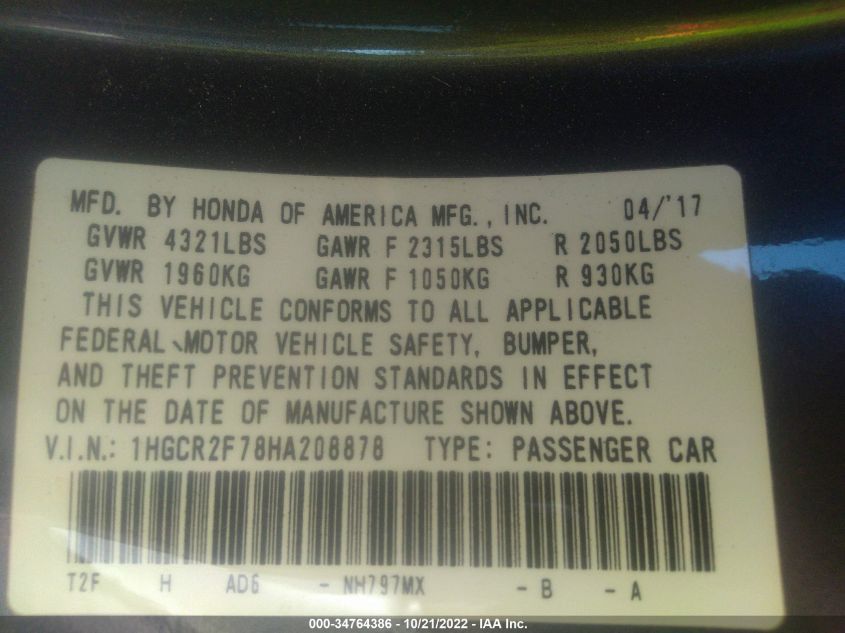 MFD. BY HONDA OF AMERICA MFG., INC. 04/'17
GVWR 4321LBS GAWR F 2315LBS R 2050LBS
GVWR 1960KG GAWR F 1050KG R 930KG
THIS VEHICLE CONFORMS TO ALL APPLICABLE
FEDERAL MOTOR VEHICLE SAFETY, BUMPER,
AND THEFT PREVENTION STANDARDS IN EFFECT
ON THE DATE OF MANUFACTURE SHOWN ABOVE.
V.I.N.: 1HGCR2F78HA208878 TYPE: PASSENGER CAR
T2F H AD6 - NH797MX - B - A
000-34764386 - 10/21/2022 - IAA Inc.